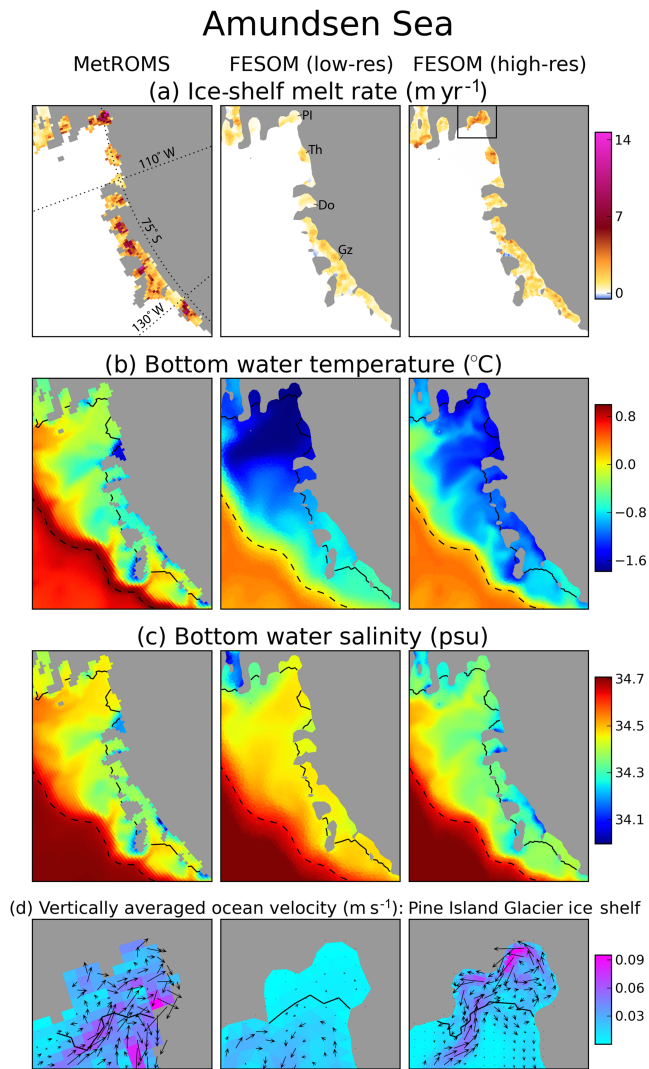 Amundsen Sea
MetROMS
FESOM (low-res)
FESOM (high-res)
(a) Ice-shelf melt rate (m yr⁻¹)
PI
Th
110° W
Do
75° S
Gz
130° W
14
7
0
(b) Bottom water temperature (°C)
0.8
0.0
−0.8
−1.6
(c) Bottom water salinity (psu)
34.7
34.5
34.3
34.1
(d) Vertically averaged ocean velocity (m s⁻¹): Pine Island Glacier ice shelf
0.09
0.06
0.03